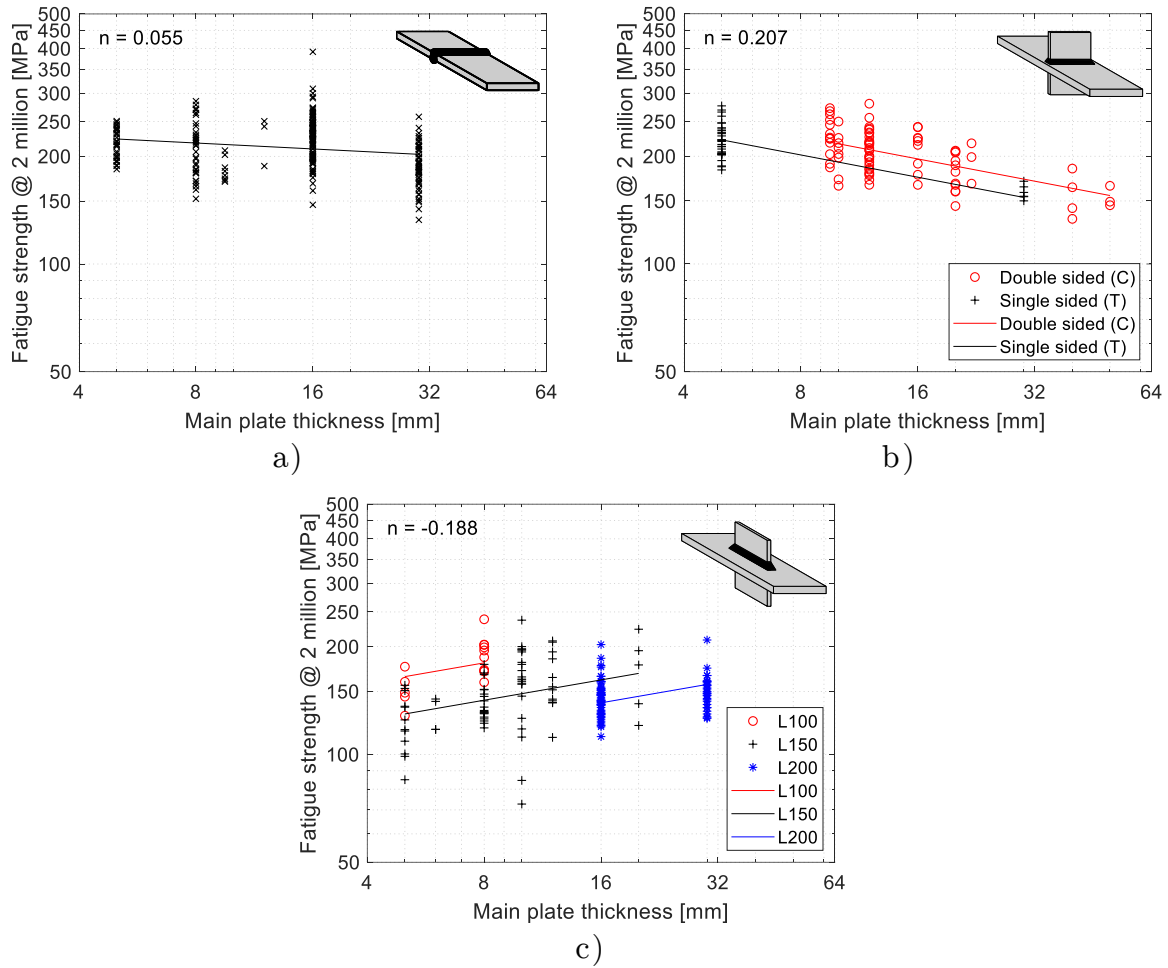 n = 0.055
Fatigue strength @ 2 million [MPa]
500
450
400
350
300
250
200
150
100
50
4
8
16
32
64
Main plate thickness [mm]
a)
n = 0.207
Fatigue strength @ 2 million [MPa]
500
450
400
350
300
250
200
150
100
50
Double sided (C)
Single sided (T)
Double sided (C)
Single sided (T)
4
8
16
32
64
Main plate thickness [mm]
b)
n = -0.188
Fatigue strength @ 2 million [MPa]
500
450
400
350
300
250
200
150
100
50
L100
L150
L200
L100
L150
L200
4
8
16
32
64
Main plate thickness [mm]
c)